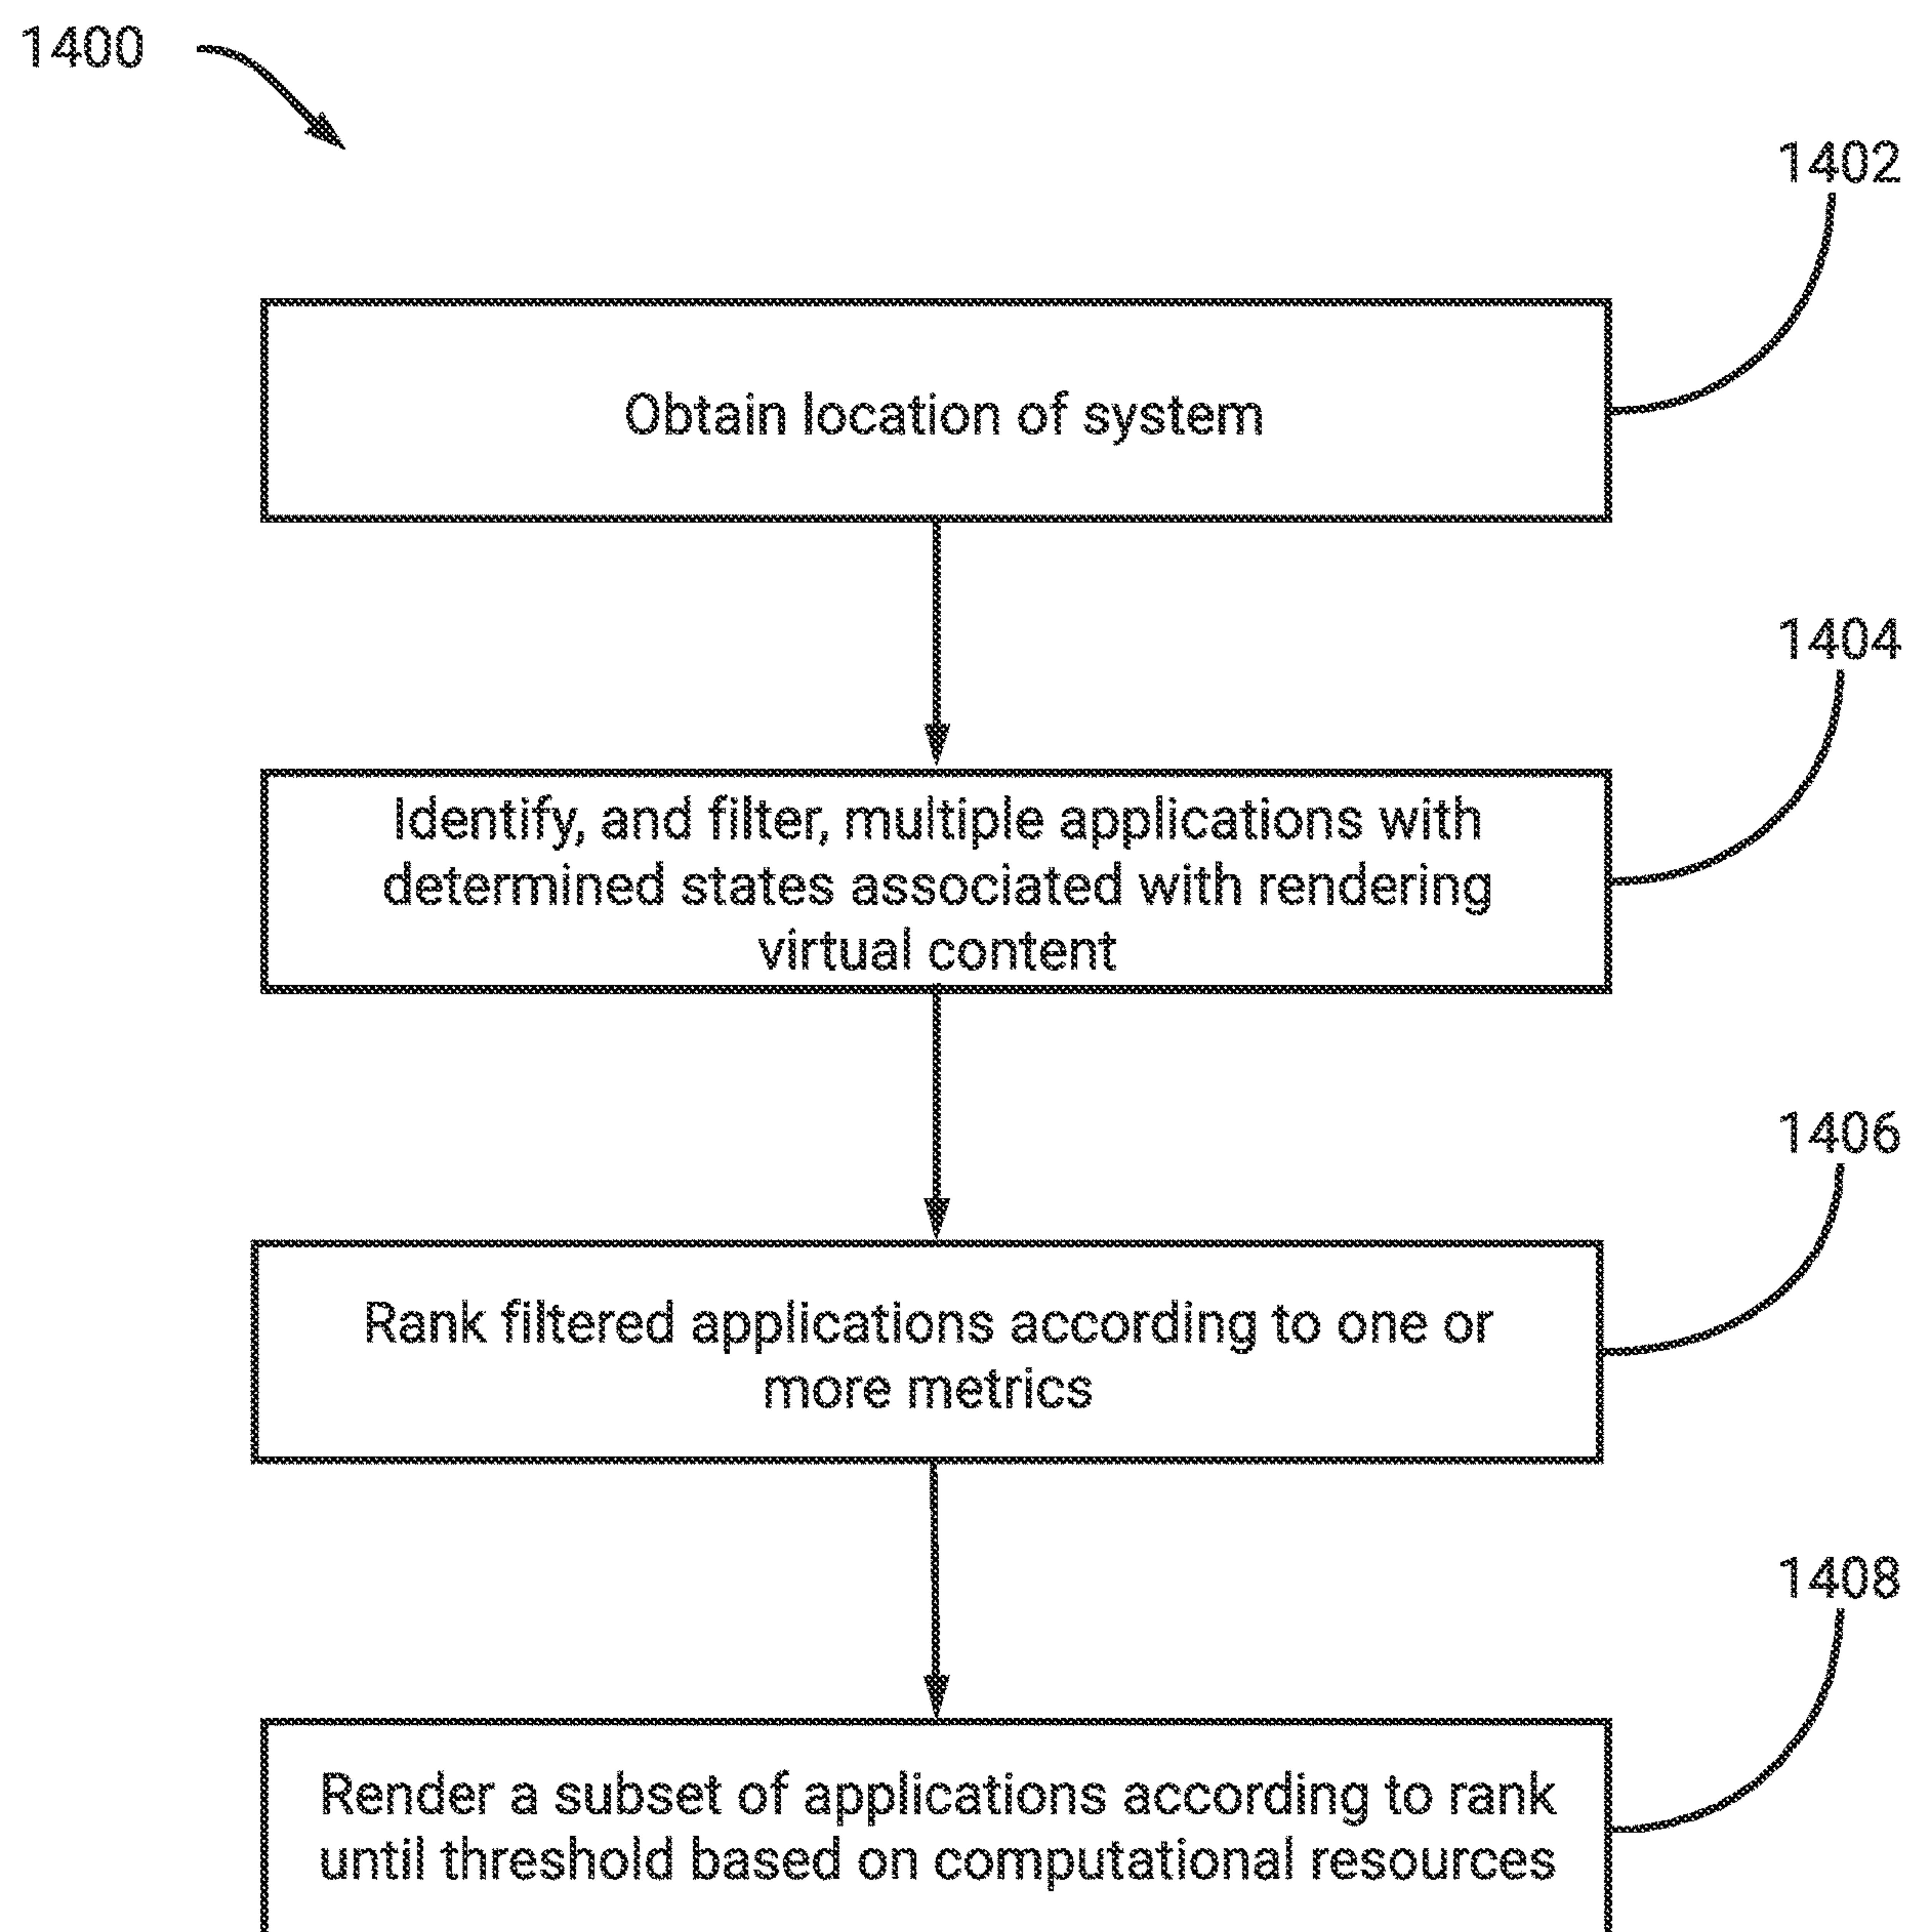 1400
1402
Obtain location of system
1404
Identify, and filter, multiple applications with
determined states associated with rendering
virtual content
1406
Rank filtered applications according to one or
more metrics
1408
Render a subset of applications according to rank
until threshold based on computational resources